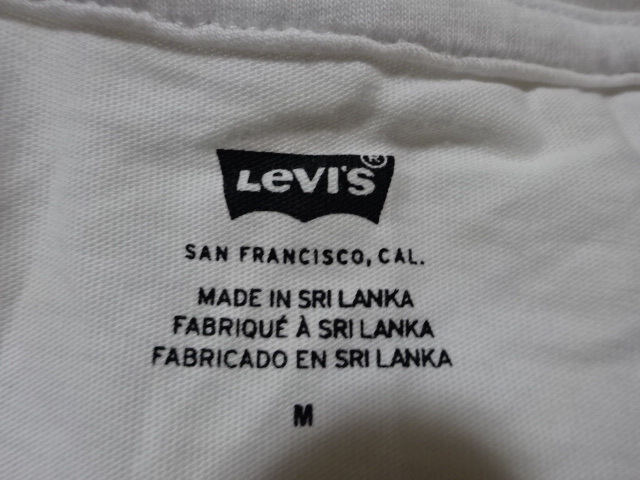 LEVI'S®
SAN FRANCISCO, CAL.
MADE IN SRI LANKA
FABRIQUÉ À SRI LANKA
FABRICADO EN SRI LANKA
M